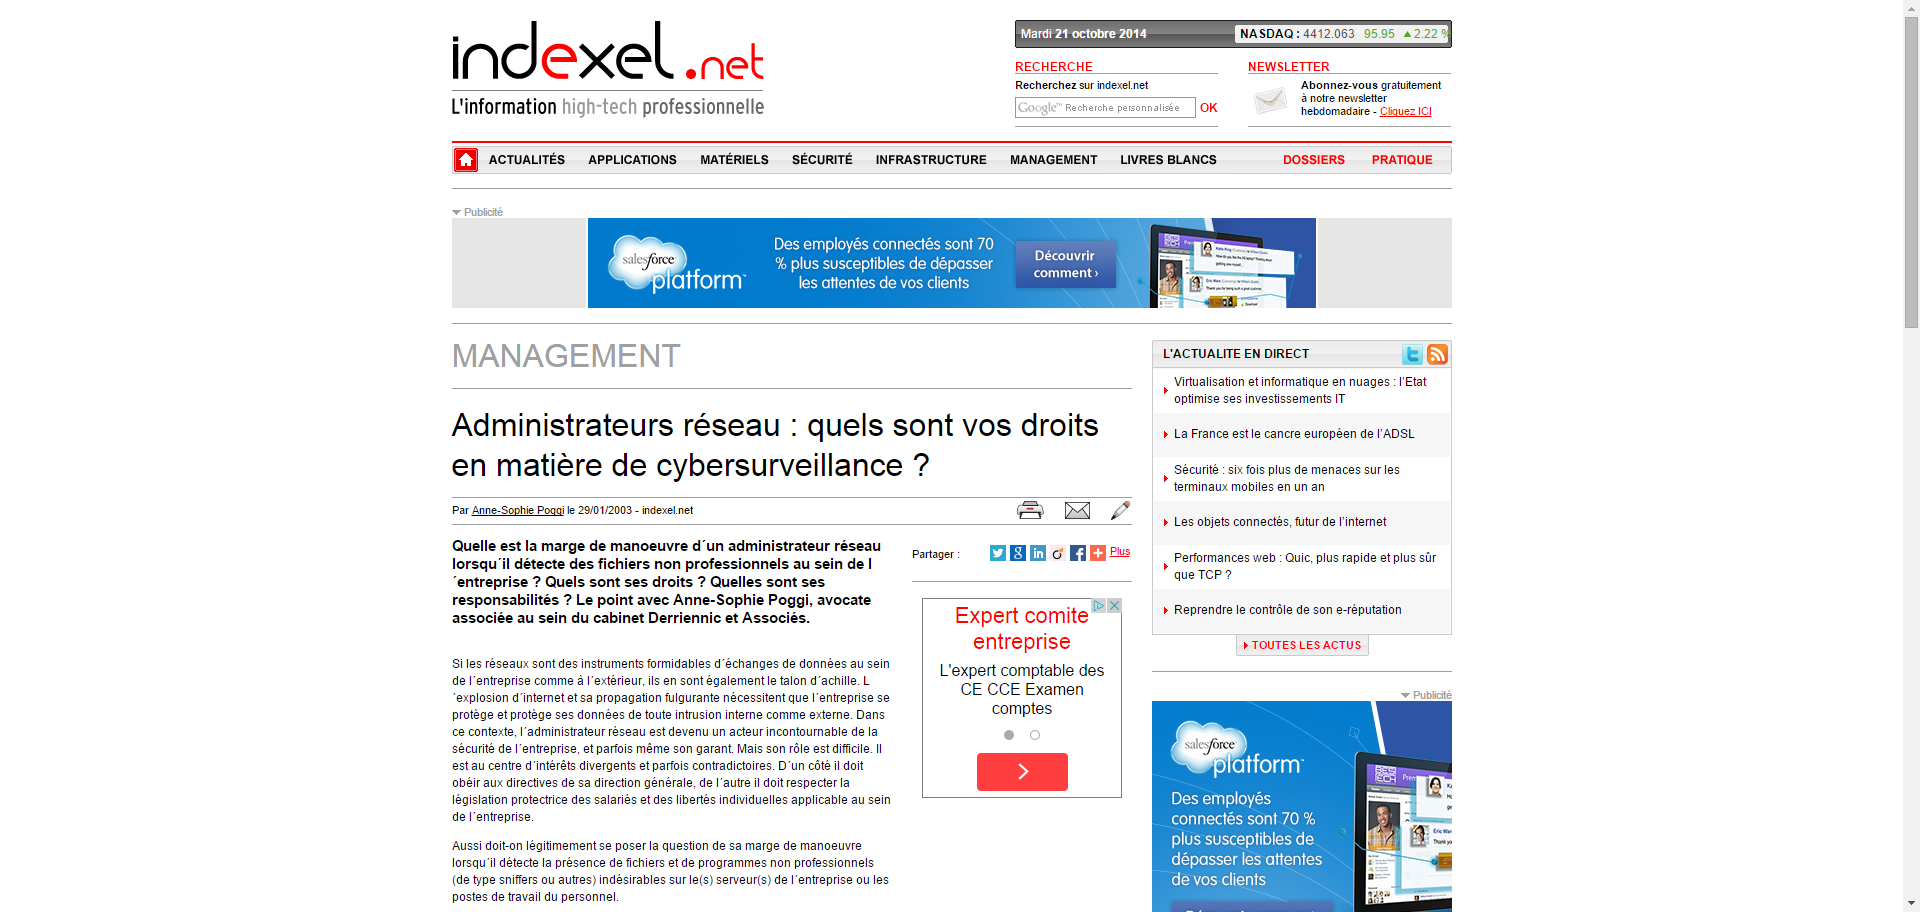 indexel.net
L'information high-tech professionnelle
Mardi 21 octobre 2014
NASDAQ : 4412.063 95.95 2.22 %
RECHERCHE
Recherchez sur indexel.net
Google™ Recherche personnalisée OK
NEWSLETTER
Abonnez-vous gratuitement
à notre newsletter
hebdomadaire - Cliquez ICI
ACTUALITÉS APPLICATIONS MATÉRIELS SÉCURITÉ INFRASTRUCTURE MANAGEMENT LIVRES BLANCS DOSSIERS PRATIQUE
Publicité
salesforce
platform
Des employés connectés sont 70
% plus susceptibles de dépasser
les attentes de vos clients
Découvrir
comment ›
MANAGEMENT
Administrateurs réseau : quels sont vos droits
en matière de cybersurveillance ?
Par Anne-Sophie Poggi le 29/01/2003 - indexel.net
Quelle est la marge de manoeuvre d´un administrateur réseau
lorsqu´il détecte des fichiers non professionnels au sein de l
´entreprise ? Quels sont ses droits ? Quelles sont ses
responsabilités ? Le point avec Anne-Sophie Poggi, avocate
associée au sein du cabinet Derriennic et Associés.
Partager : Plus
Expert comite
entreprise
L'expert comptable des
CE CCE Examen
comptes
Si les réseaux sont des instruments formidables d´échanges de données au sein
de l´entreprise comme à l´extérieur, ils en sont également le talon d´achille. L
´explosion d´internet et sa propagation fulgurante nécessitent que l´entreprise se
protège et protège ses données de toute intrusion interne comme externe. Dans
ce contexte, l´administrateur réseau est devenu un acteur incontournable de la
sécurité de l´entreprise, et parfois même son garant. Mais son rôle est difficile. Il
est au centre d´intérêts divergents et parfois contradictoires. D´un côté il doit
obéir aux directives de sa direction générale, de l´autre il doit respecter la
législation protectrice des salariés et des libertés individuelles applicable au sein
de l´entreprise.
Aussi doit-on légitimement se poser la question de sa marge de manoeuvre
lorsqu´il détecte la présence de fichiers et de programmes non professionnels
(de type sniffers ou autres) indésirables sur le(s) serveur(s) de l´entreprise ou les
postes de travail du personnel.
L'ACTUALITE EN DIRECT
Virtualisation et informatique en nuages : l’Etat
optimise ses investissements IT
La France est le cancre européen de l’ADSL
Sécurité : six fois plus de menaces sur les
terminaux mobiles en un an
Les objets connectés, futur de l’internet
Performances web : Quic, plus rapide et plus sûr
que TCP ?
Reprendre le contrôle de son e-réputation
TOUTES LES ACTUS
Publicité
salesforce
platform
Des employés
connectés sont 70 %
plus susceptibles de
dépasser les attentes
de vos clients